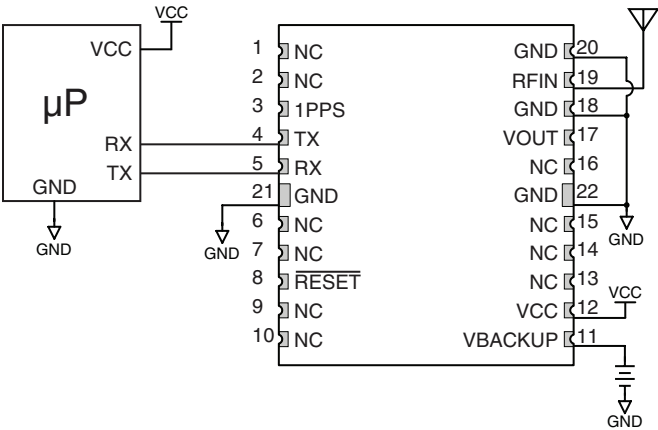 VCC
VCC
µP
RX
TX
GND
GND
1 NC
2 NC
3 1PPS
4 TX
5 RX
21 GND
GND
6 NC
7 NC
8 RESET
9 NC
10 NC
GND 20
RFIN 19
GND 18
VOUT 17
NC 16
GND 22
GND
NC 15
NC 14
NC 13
VCC 12
VCC
VBACKUP 11
GND